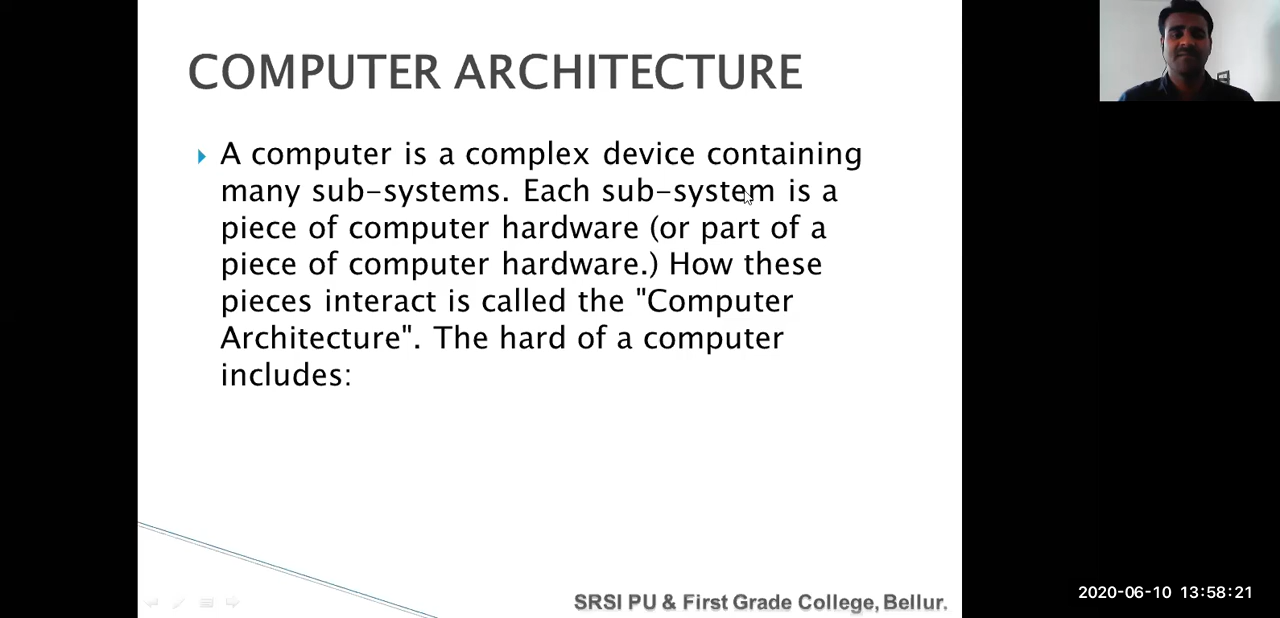 COMPUTER ARCHITECTURE
A computer is a complex device containing
many sub-systems. Each sub-system is a
piece of computer hardware (or part of a
piece of computer hardware.) How these
pieces interact is called the "Computer
Architecture". The hard of a computer
includes:
SRSI PU & First Grade College, Bellur.
2020-06-10 13:58:21